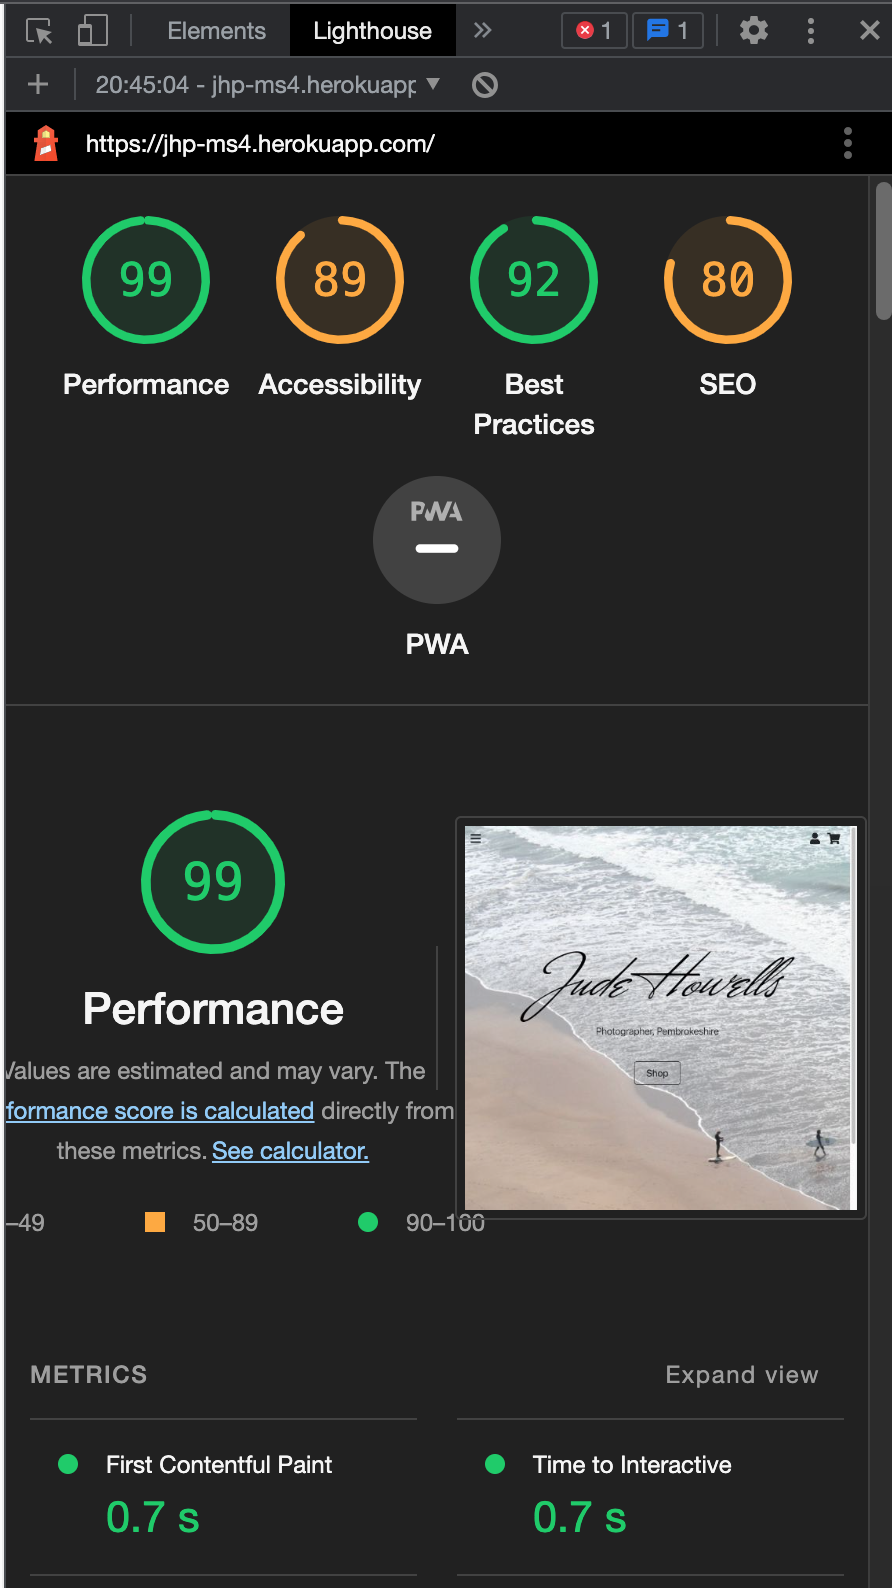 Elements
Lighthouse
1
1
20:45:04 - jhp-ms4.herokuapp
https://jhp-ms4.herokuapp.com/
99
89
92
80
Performance
Accessibility
Best
Practices
SEO
PWA
PWA
99
Performance
Values are estimated and may vary. The
formance score is calculated directly from
these metrics. See calculator.
–49
50–89
90–100
Jude Howells
Photographer, Pembrokeshire
Shop
METRICS
Expand view
First Contentful Paint
0.7 s
Time to Interactive
0.7 s